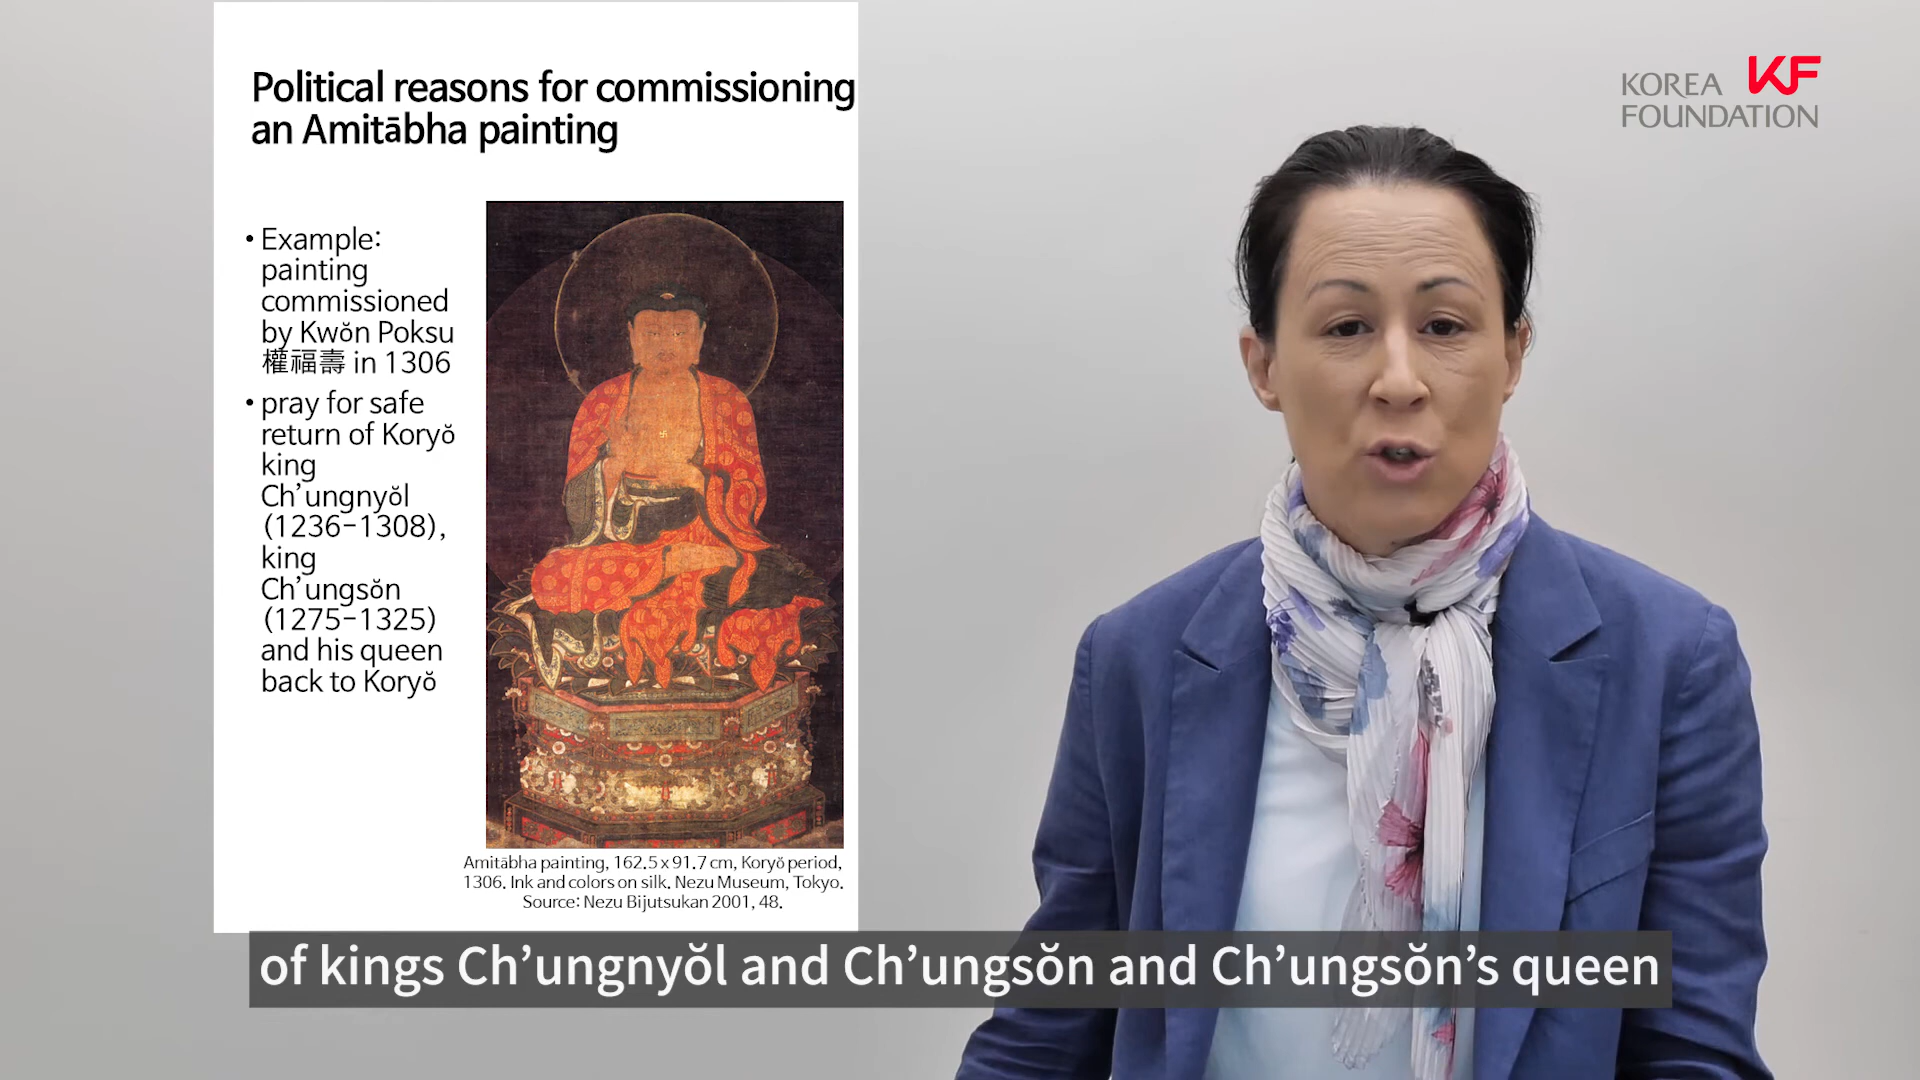 Political reasons for commissioning
an Amitābha painting
• Example:
painting
commissioned
by Kwŏn Poksu
權福壽 in 1306
• pray for safe
return of Koryŏ
king
Ch’ungnyŏl
(1236-1308),
king
Ch’ungsŏn
(1275-1325)
and his queen
back to Koryŏ
Amitābha painting, 162.5 x 91.7 cm, Koryŏ period,
1306. Ink and colors on silk. Nezu Museum, Tokyo.
Source: Nezu Bijutsukan 2001, 48.
KOREA KF
FOUNDATION
of kings Ch’ungnyŏl and Ch’ungsŏn and Ch’ungsŏn’s queen